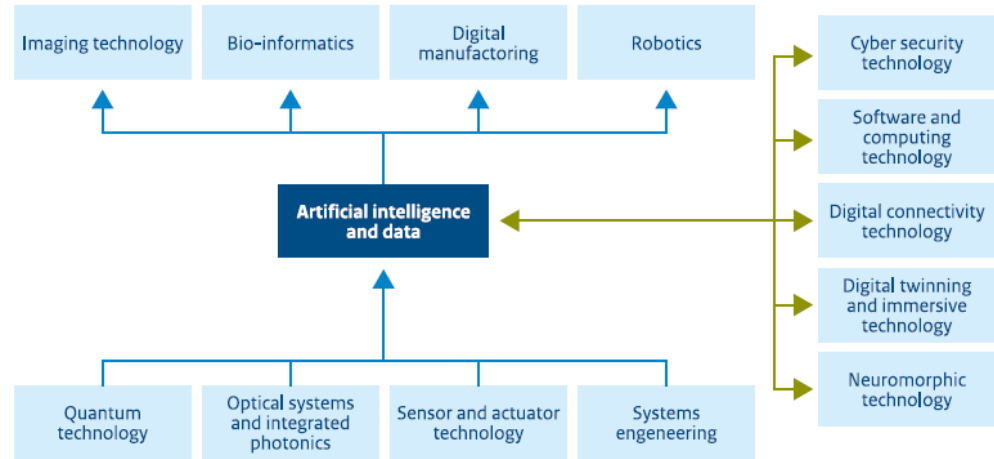 Imaging technology
Bio-informatics
Digital
manufactoring
Robotics
Cyber security
technology
Software and
computing
technology
Artificial intelligence
and data
Digital connectivity
technology
Digital twinning
and immersive
technology
Neuromorphic
technology
Quantum
technology
Optical systems
and integrated
photonics
Sensor and actuator
technology
Systems
engeneering